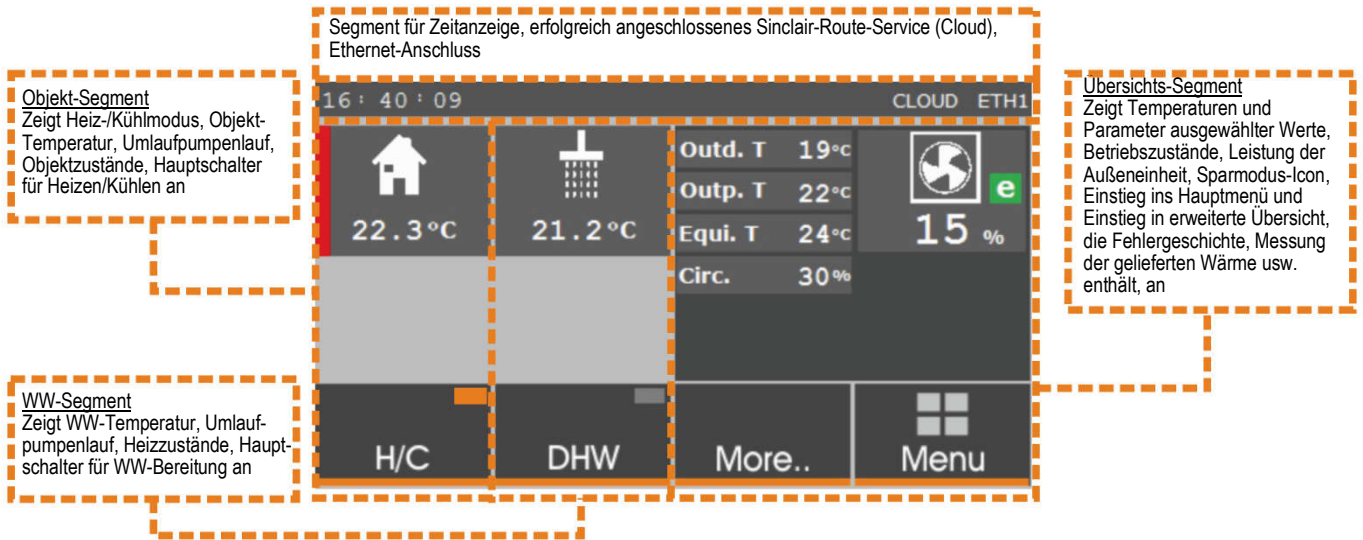 Segment für Zeitanzeige, erfolgreich angeschlossenes Sinclair-Route-Service (Cloud),
Ethernet-Anschluss
Objekt-Segment
Zeigt Heiz-/Kühlmodus, Objekt-
Temperatur, Umlaufpumpenlauf,
Objektzustände, Hauptschalter
für Heizen/Kühlen an
WW-Segment
Zeigt WW-Temperatur, Umlauf-
pumpenlauf, Heizzustände, Haupt-
schalter für WW-Bereitung an
16: 40: 09
CLOUD ETH1
22.3°C
21.2°C
Outd. T 19°C
Outp. T 22°C
Equi. T 24°C
Circ. 30%
e
15 %
H/C
DHW
More..
Menu
Übersichts-Segment
Zeigt Temperaturen und
Parameter ausgewählter Werte,
Betriebszustände, Leistung der
Außeneinheit, Sparmodus-Icon,
Einstieg ins Hauptmenü und
Einstieg in erweiterte Übersicht,
die Fehlergeschichte, Messung
der gelieferten Wärme usw.
enthält, an